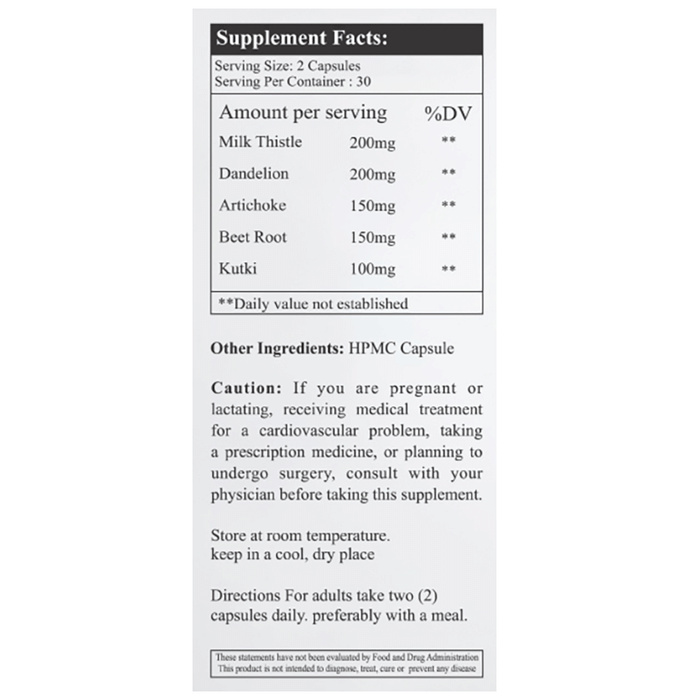 Supplement Facts:
Serving Size: 2 Capsules
Serving Per Container : 30
Amount per serving %DV
Milk Thistle 200mg **
Dandelion 200mg **
Artichoke 150mg **
Beet Root 150mg **
Kutki 100mg **
**Daily value not established
Other Ingredients: HPMC Capsule
Caution: If you are pregnant or
lactating, receiving medical treatment
for a cardiovascular problem, taking
a prescription medicine, or planning to
undergo surgery, consult with your
physician before taking this supplement.
Store at room temperature.
keep in a cool, dry place
Directions For adults take two (2)
capsules daily. preferably with a meal.
These statements have not been evaluated by Food and Drug Administration
This product is not intended to diagnose, treat, cure or prevent any disease